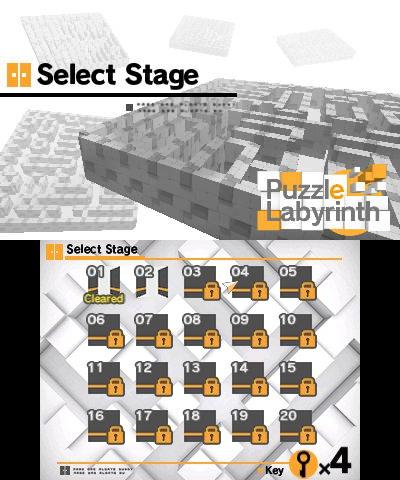 Select Stage
Puzzle
Labyrinth
Select Stage
01 02 03 04 05
Cleared
06 07 08 09 10
11 12 13 14 15
16 17 18 19 20
Key ×4